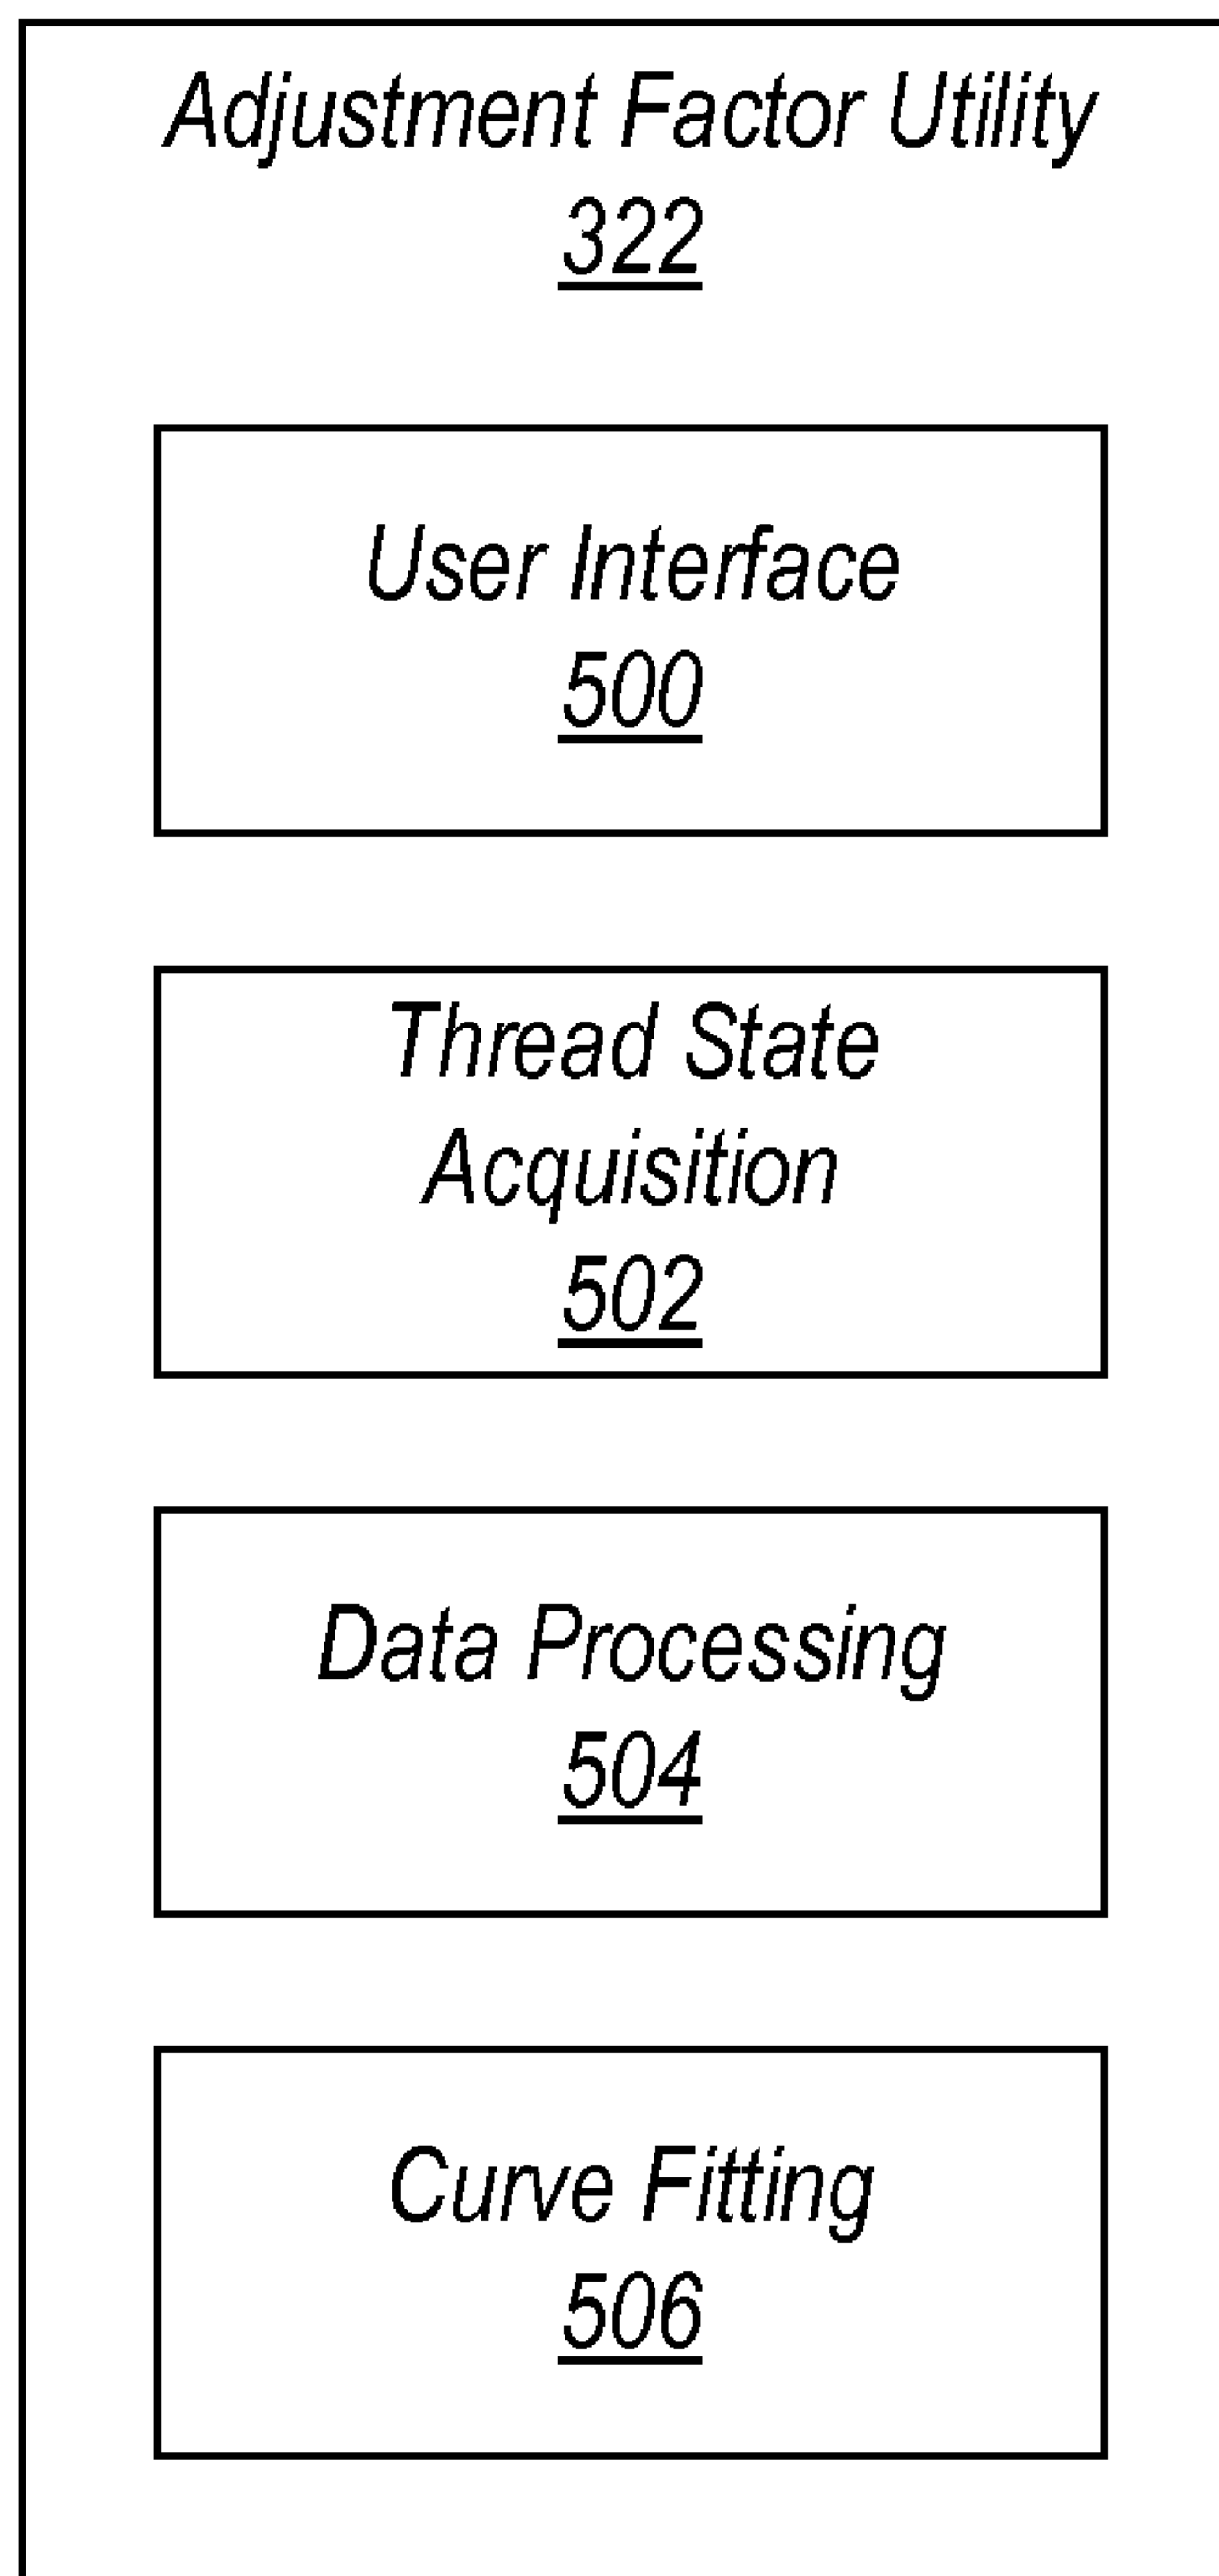 Adjustment Factor Utility
322
User Interface
500
Thread State
Acquisition
502
Data Processing
504
Curve Fitting
506